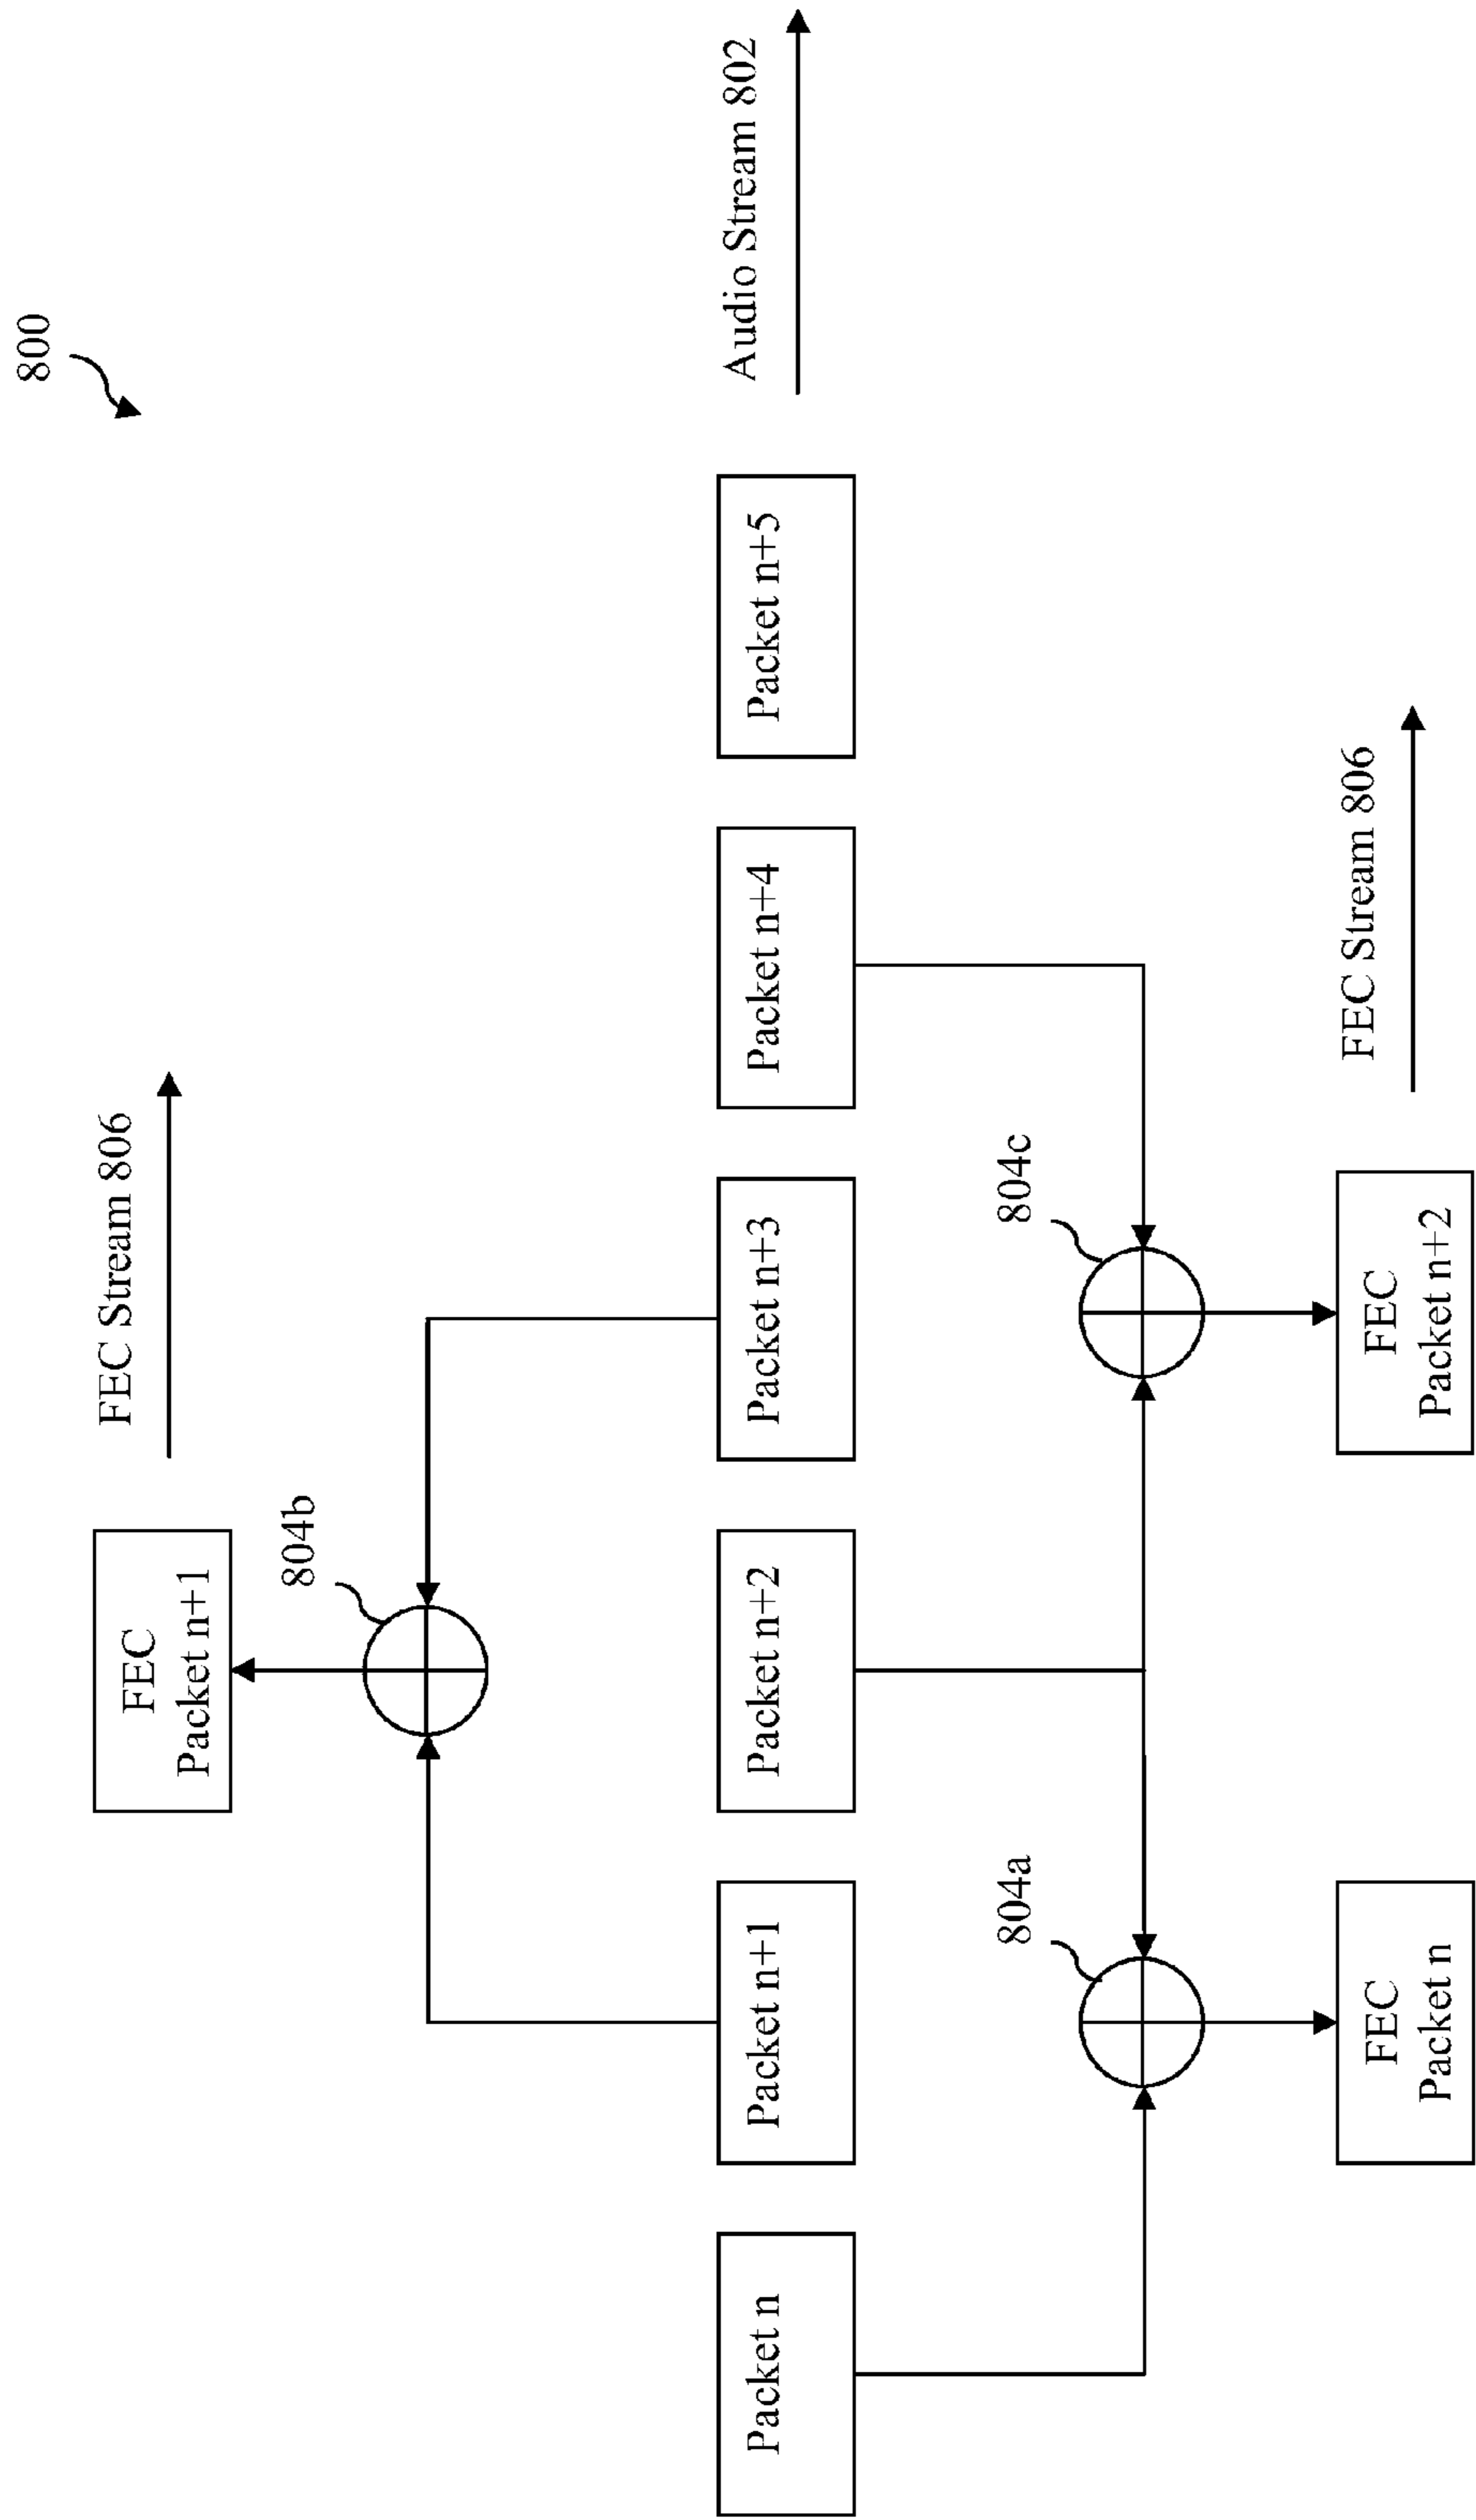 800
FEC
Packet n+1
FEC Stream 806
804b
Packet n
Packet n+1
Packet n+2
Packet n+3
Packet n+4
Packet n+5
Audio Stream 802
804a
804c
FEC
Packet n
FEC
Packet n+2
FEC Stream 806